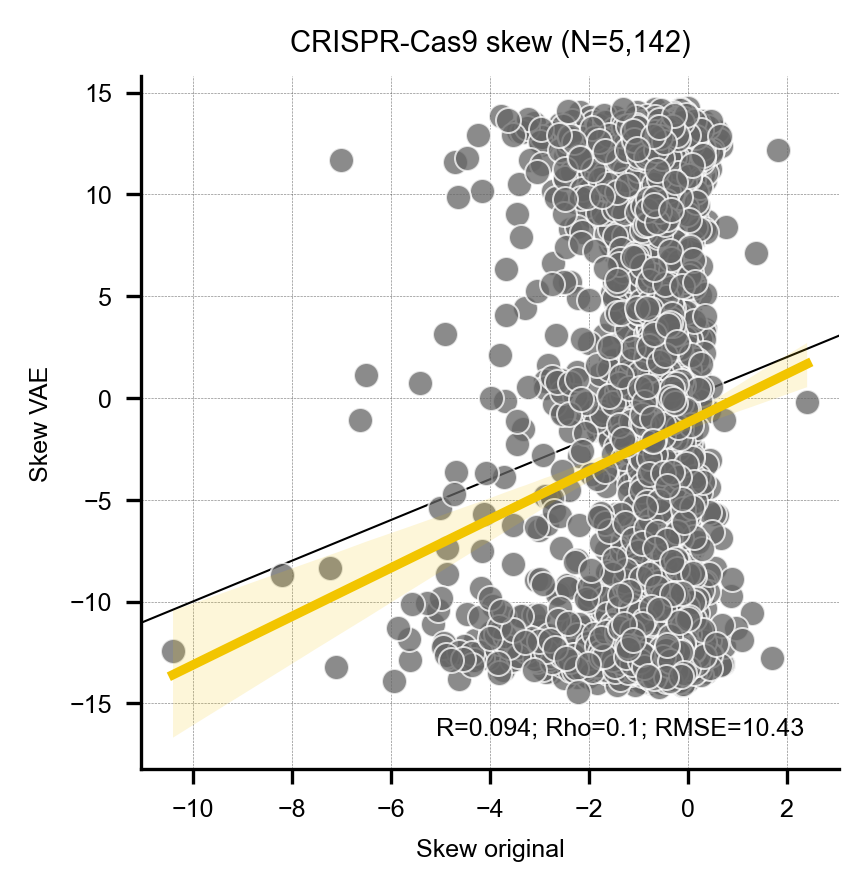 CRISPR-Cas9 skew (N=5,142)
15
10
5
0
−5
−10
−15
Skew VAE
R=0.094; Rho=0.1; RMSE=10.43
−10 −8 −6 −4 −2 0 2
Skew original